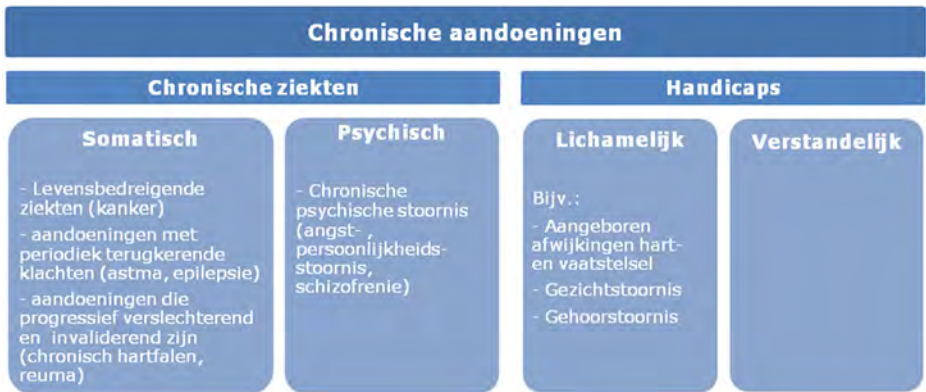 Chronische aandoeningen
Chronische ziekten
Handicaps
Somatisch
- Levensbedreigende
ziekten (kanker)
- aandoeningen met
periodiek terugkerende
klachten (astma, epilepsie)
- aandoeningen die
progressief verslechterend
en invaliderend zijn
(chronisch hartfalen,
reuma)
Psychisch
- Chronische
psychische stoornis
(angst- ,
persoonlijkheids-
stoornis,
schizofrenie)
Lichamelijk
Bijv.:
- Aangeboren
afwijkingen hart-
en vaatstelsel
- Gezichtstoornis
- Gehoorstoornis
Verstandelijk